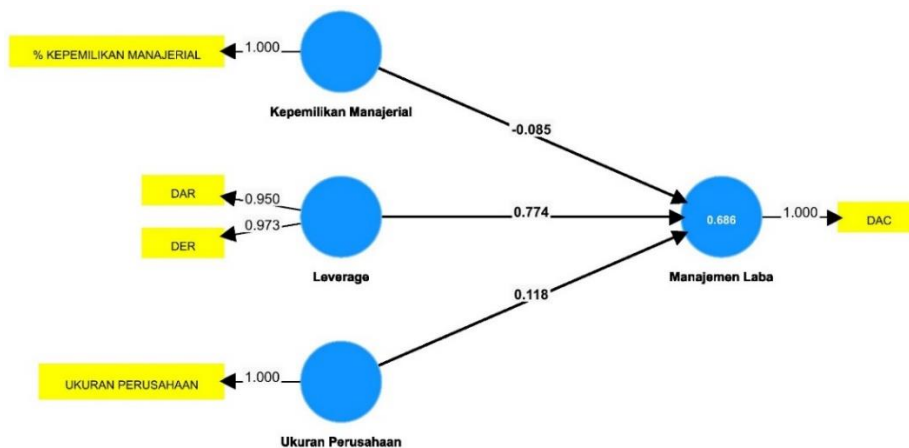 % KEPEMILIKAN MANAJERIAL
1.000
Kepemilikan Manajerial
-0.085
DAR
0.950
DER
0.973
Leverage
0.774
0.686
1.000
DAC
Manajemen Laba
0.118
UKURAN PERUSAHAAN
1.000
Ukuran Perusahaan